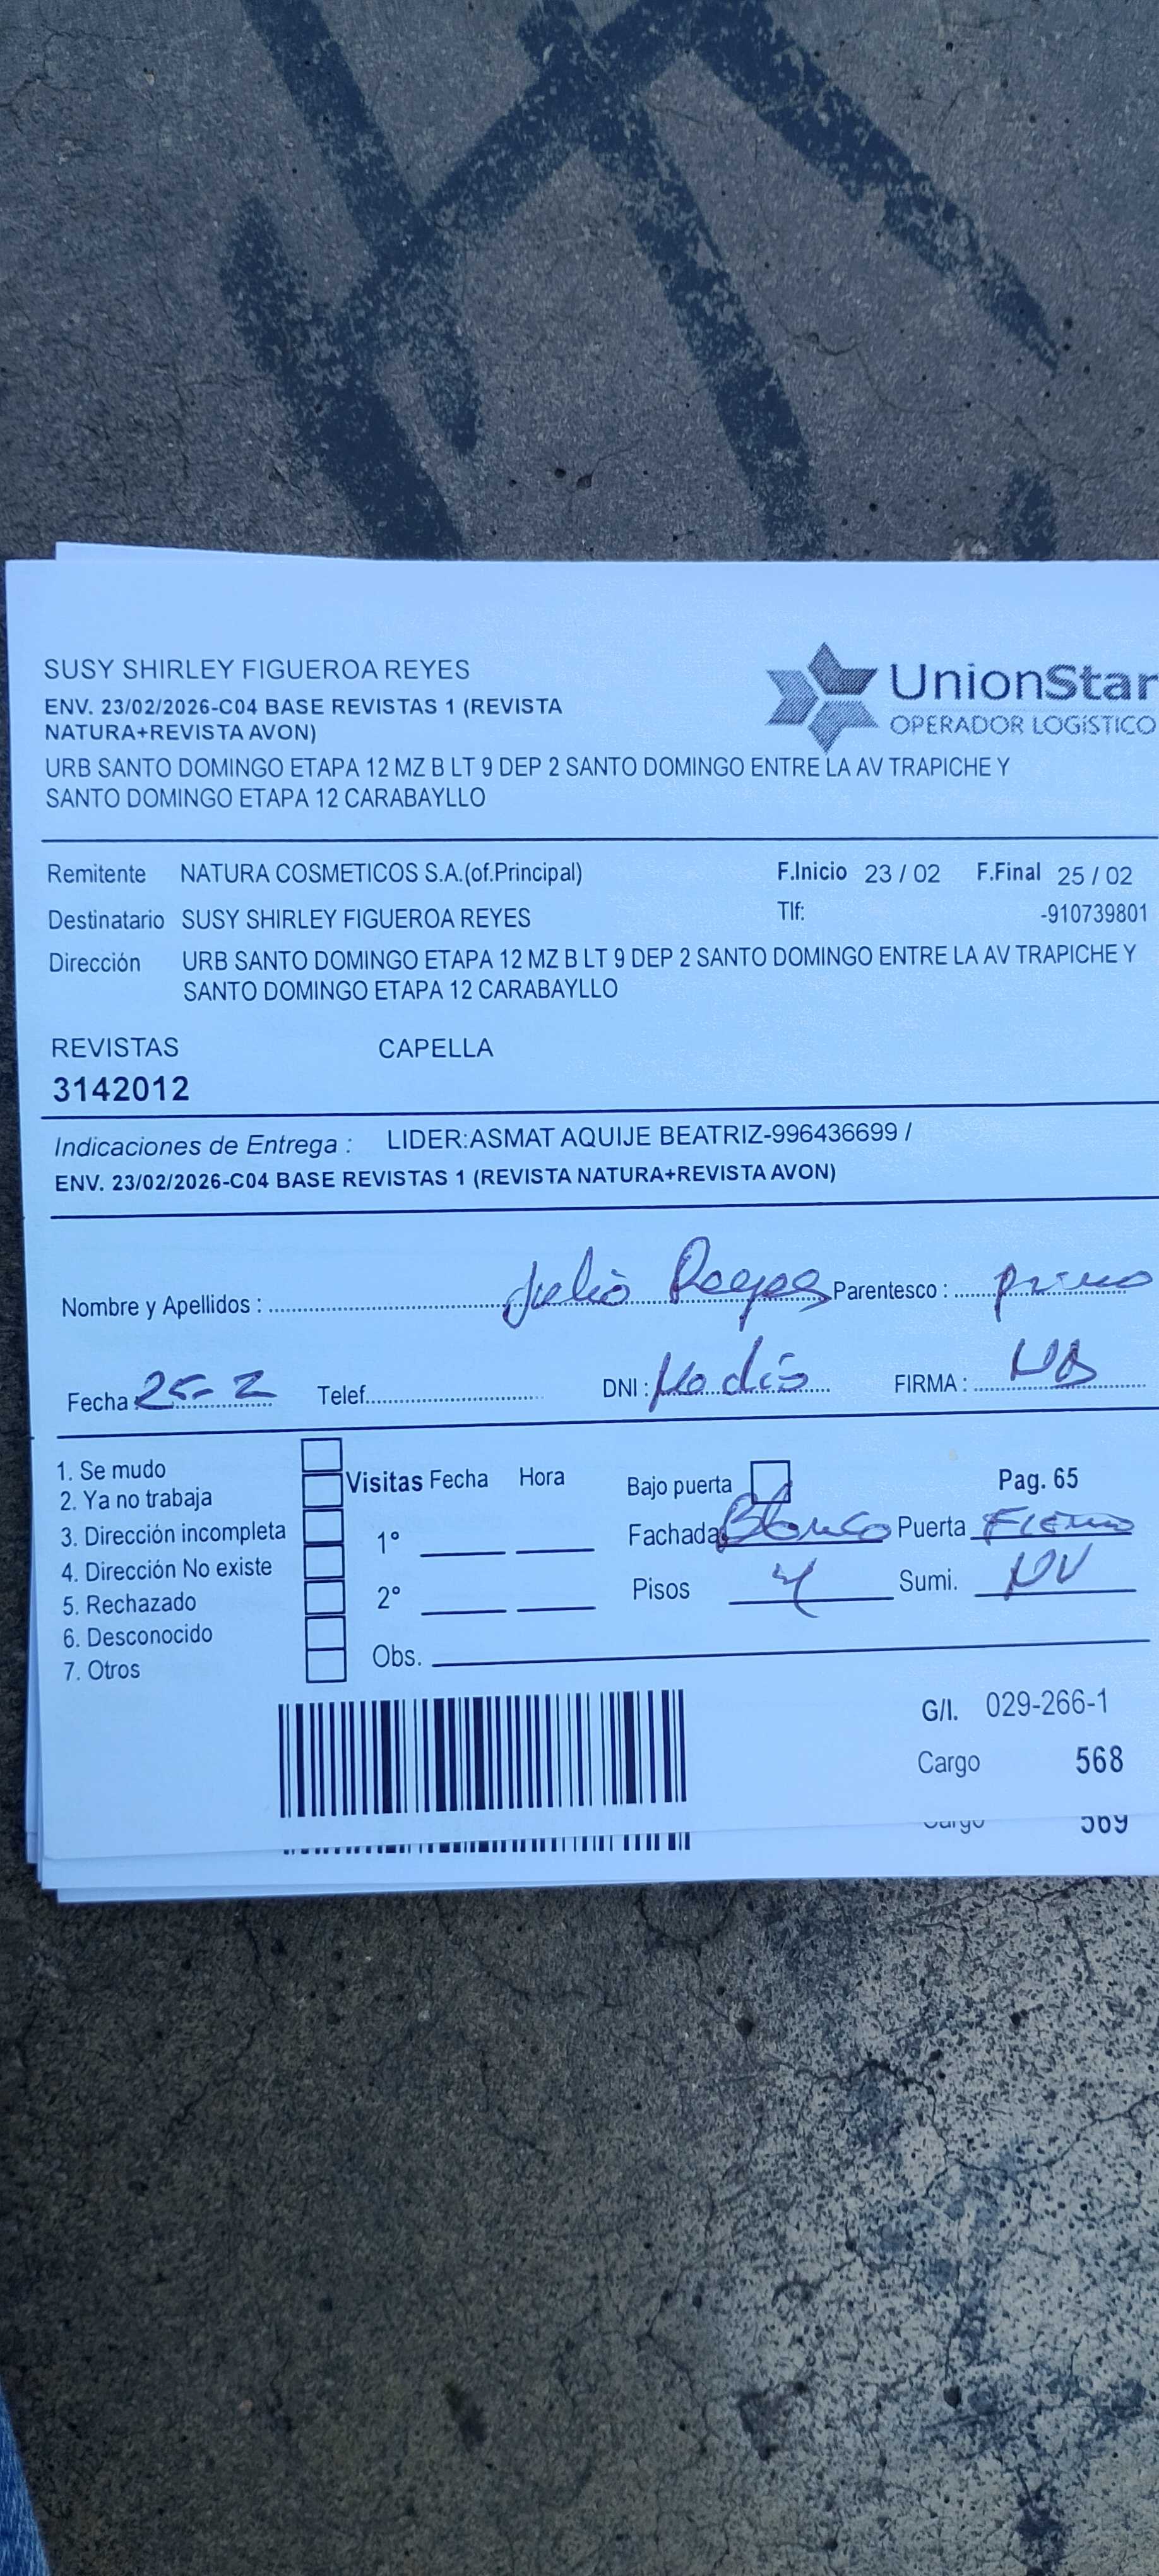 SUSY SHIRLEY FIGUEROA REYES
ENV. 23/02/2026-C04 BASE REVISTAS 1 (REVISTA
NATURA+REVISTA AVON)
UnionStar
OPERADOR LOGÍSTICO
URB SANTO DOMINGO ETAPA 12 MZ B LT 9 DEP 2 SANTO DOMINGO ENTRE LA AV TRAPICHE Y
SANTO DOMINGO ETAPA 12 CARABAYLLO
Remitente NATURA COSMETICOS S.A.(of.Principal) F.Inicio 23 / 02 F.Final 25 / 02
Destinatario SUSY SHIRLEY FIGUEROA REYES Tlf: -910739801
Dirección URB SANTO DOMINGO ETAPA 12 MZ B LT 9 DEP 2 SANTO DOMINGO ENTRE LA AV TRAPICHE Y
SANTO DOMINGO ETAPA 12 CARABAYLLO
REVISTAS CAPELLA
3142012
Indicaciones de Entrega : LIDER:ASMAT AQUIJE BEATRIZ-996436699 /
ENV. 23/02/2026-C04 BASE REVISTAS 1 (REVISTA NATURA+REVISTA AVON)
Nombre y Apellidos : Julio Reyes Parentesco : primo
Fecha 25-2 Telef. DNI : No dio FIRMA :
1. Se mudo
2. Ya no trabaja
3. Dirección incompleta
4. Dirección No existe
5. Rechazado
6. Desconocido
7. Otros
Visitas Fecha Hora
1°
2°
Obs.
Bajo puerta Pag. 65
Fachada Blanco Puerta Fierro
Pisos 4 Sumi. NV
G/I. 029-266-1
Cargo 568
Cargo 569